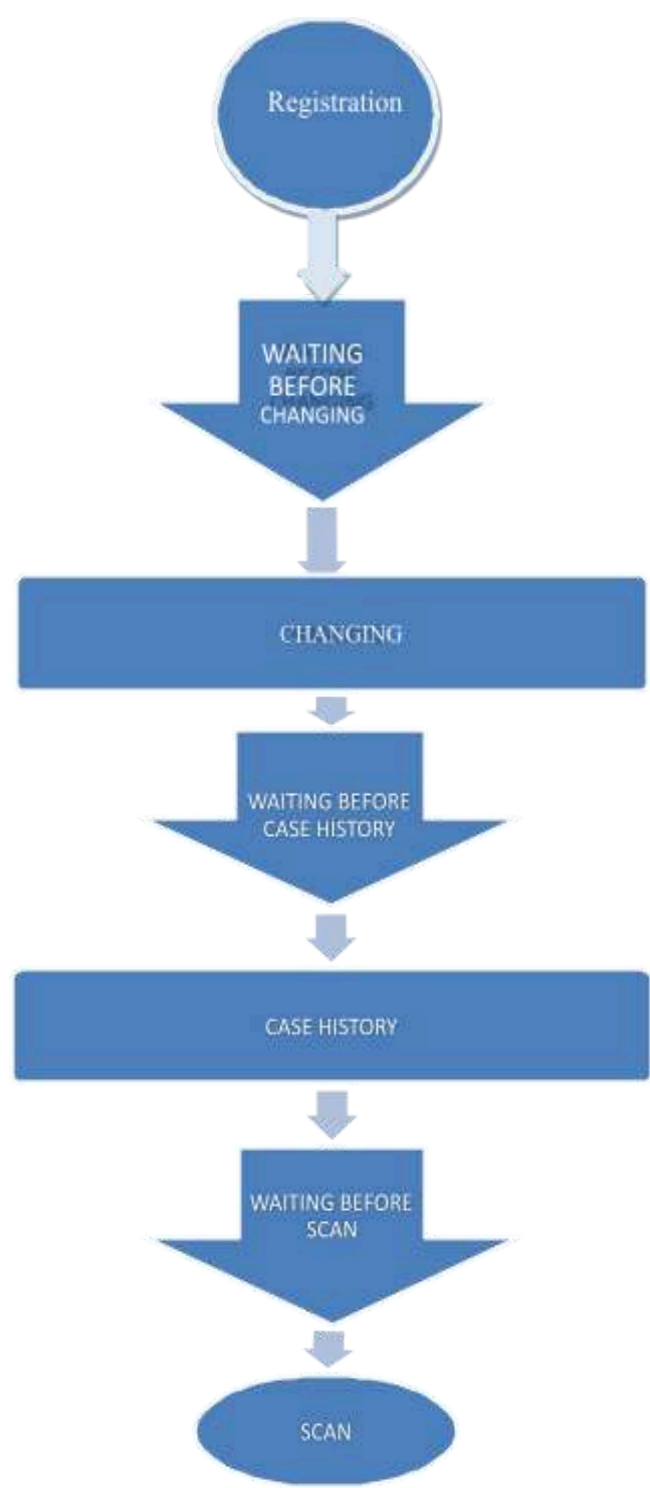 Registration
WAITING
BEFORE
CHANGING
CHANGING
WAITING BEFORE
CASE HISTORY
CASE HISTORY
WAITING BEFORE
SCAN
SCAN